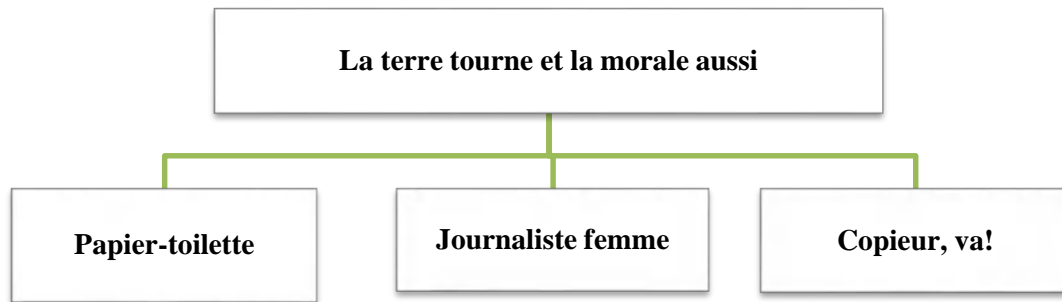 La terre tourne et la morale aussi
Papier-toilette
Journaliste femme
Copieur, va!